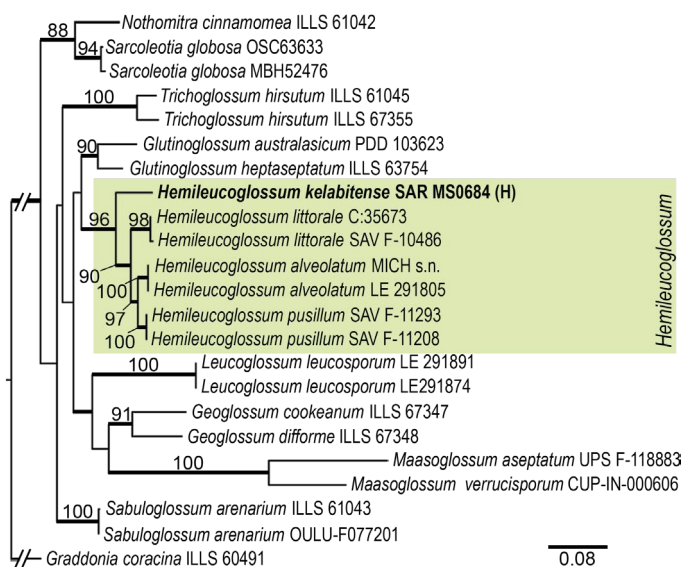 88
Nothomitra cinnamomea ILLS 61042
94
Sarcoleotia globosa OSC63633
Sarcoleotia globosa MBH52476
100
Trichoglossum hirsutum ILLS 61045
Trichoglossum hirsutum ILLS 67355
90
Glutinoglossum australasicum PDD 103623
Glutinoglossum heptaseptatum ILLS 63754
Hemileucoglossum kelabitense SAR MS0684 (H)
96
98
Hemileucoglossum littorale C:35673
Hemileucoglossum littorale SAV F-10486
90
Hemileucoglossum alveolatum MICH s.n.
100
Hemileucoglossum alveolatum LE 291805
97
Hemileucoglossum pusillum SAV F-11293
100
Hemileucoglossum pusillum SAV F-11208
Hemileucoglossum
100
Leucoglossum leucosporum LE 291891
Leucoglossum leucosporum LE291874
91
Geoglossum cookeanum ILLS 67347
Geoglossum difforme ILLS 67348
100
Maasoglossum aseptatum UPS F-118883
Maasoglossum verrucisporum CUP-IN-000606
100
Sabuloglossum arenarium ILLS 61043
Sabuloglossum arenarium OULU-F077201
Graddonia coracina ILLS 60491
0.08